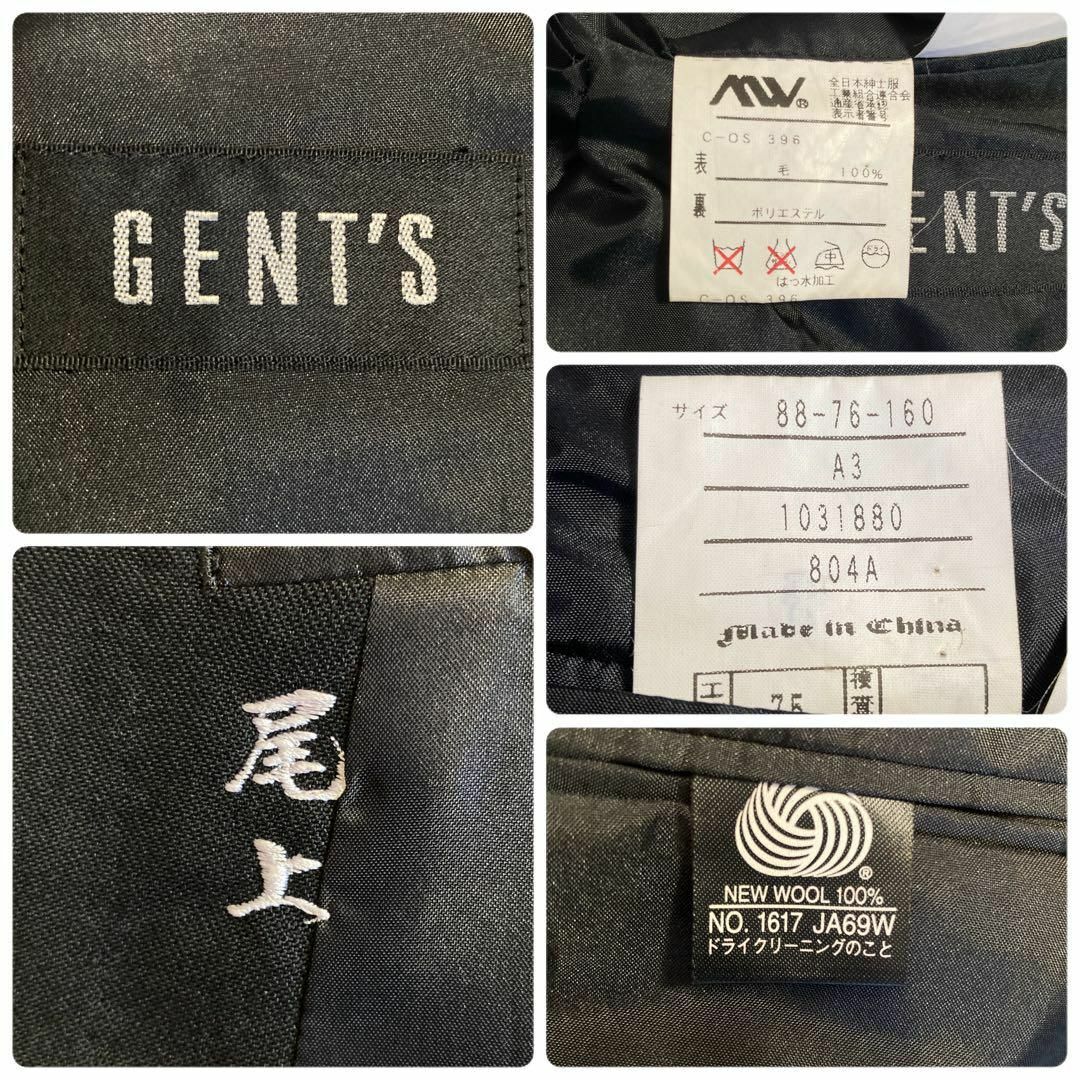 GENT'S
MW®
全日本紳士服
工業組合連合会
通産省承認
表示者番号
C-OS 396
表 毛 100%
裏 ポリエステル
中 ドライ
はっ水加工
C-OS 396
ENT'S
サイズ 88-76-160
A3
1031880
804A
Made in China
工 75 検査
尾上
®
NEW WOOL 100%
NO. 1617 JA69W
ドライクリーニングのこと